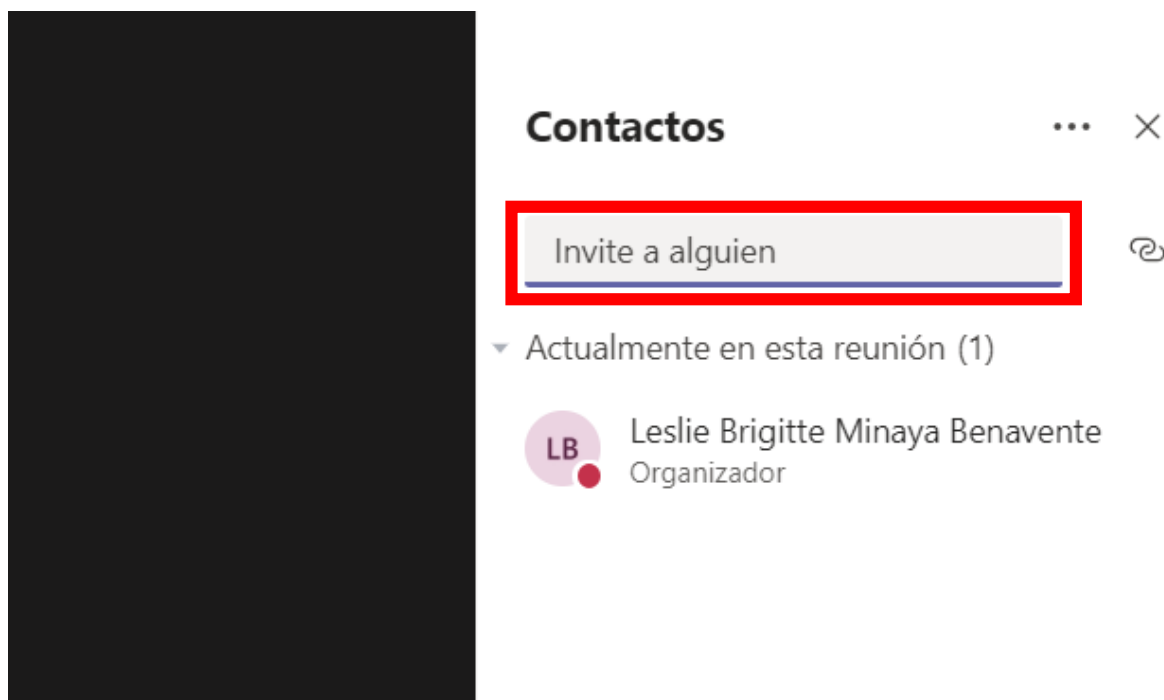 Contactos
Invite a alguien
Actualmente en esta reunión (1)
LB
Leslie Brigitte Minaya Benavente
Organizador